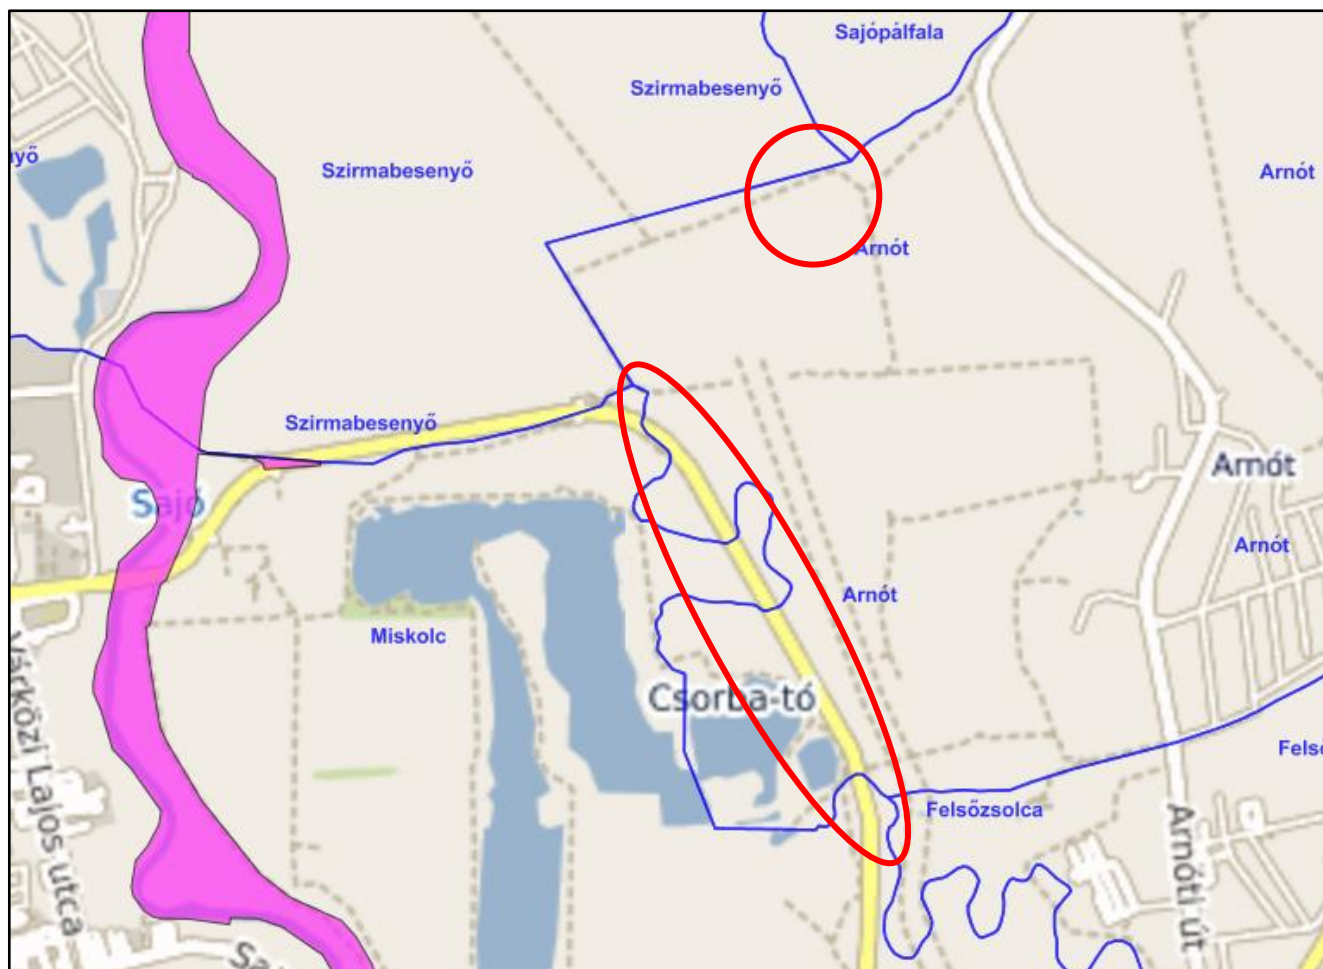 Sajópálfala
Szirmabesenyő
Szirmabesenyő
Arnót
Arnót
Szirmabesenyő
Arnót
Sajó
Arnót
Arnót
Miskolc
Csorba-tó
Felsőzsolca
Várközi Lajos utca
Arnóti út